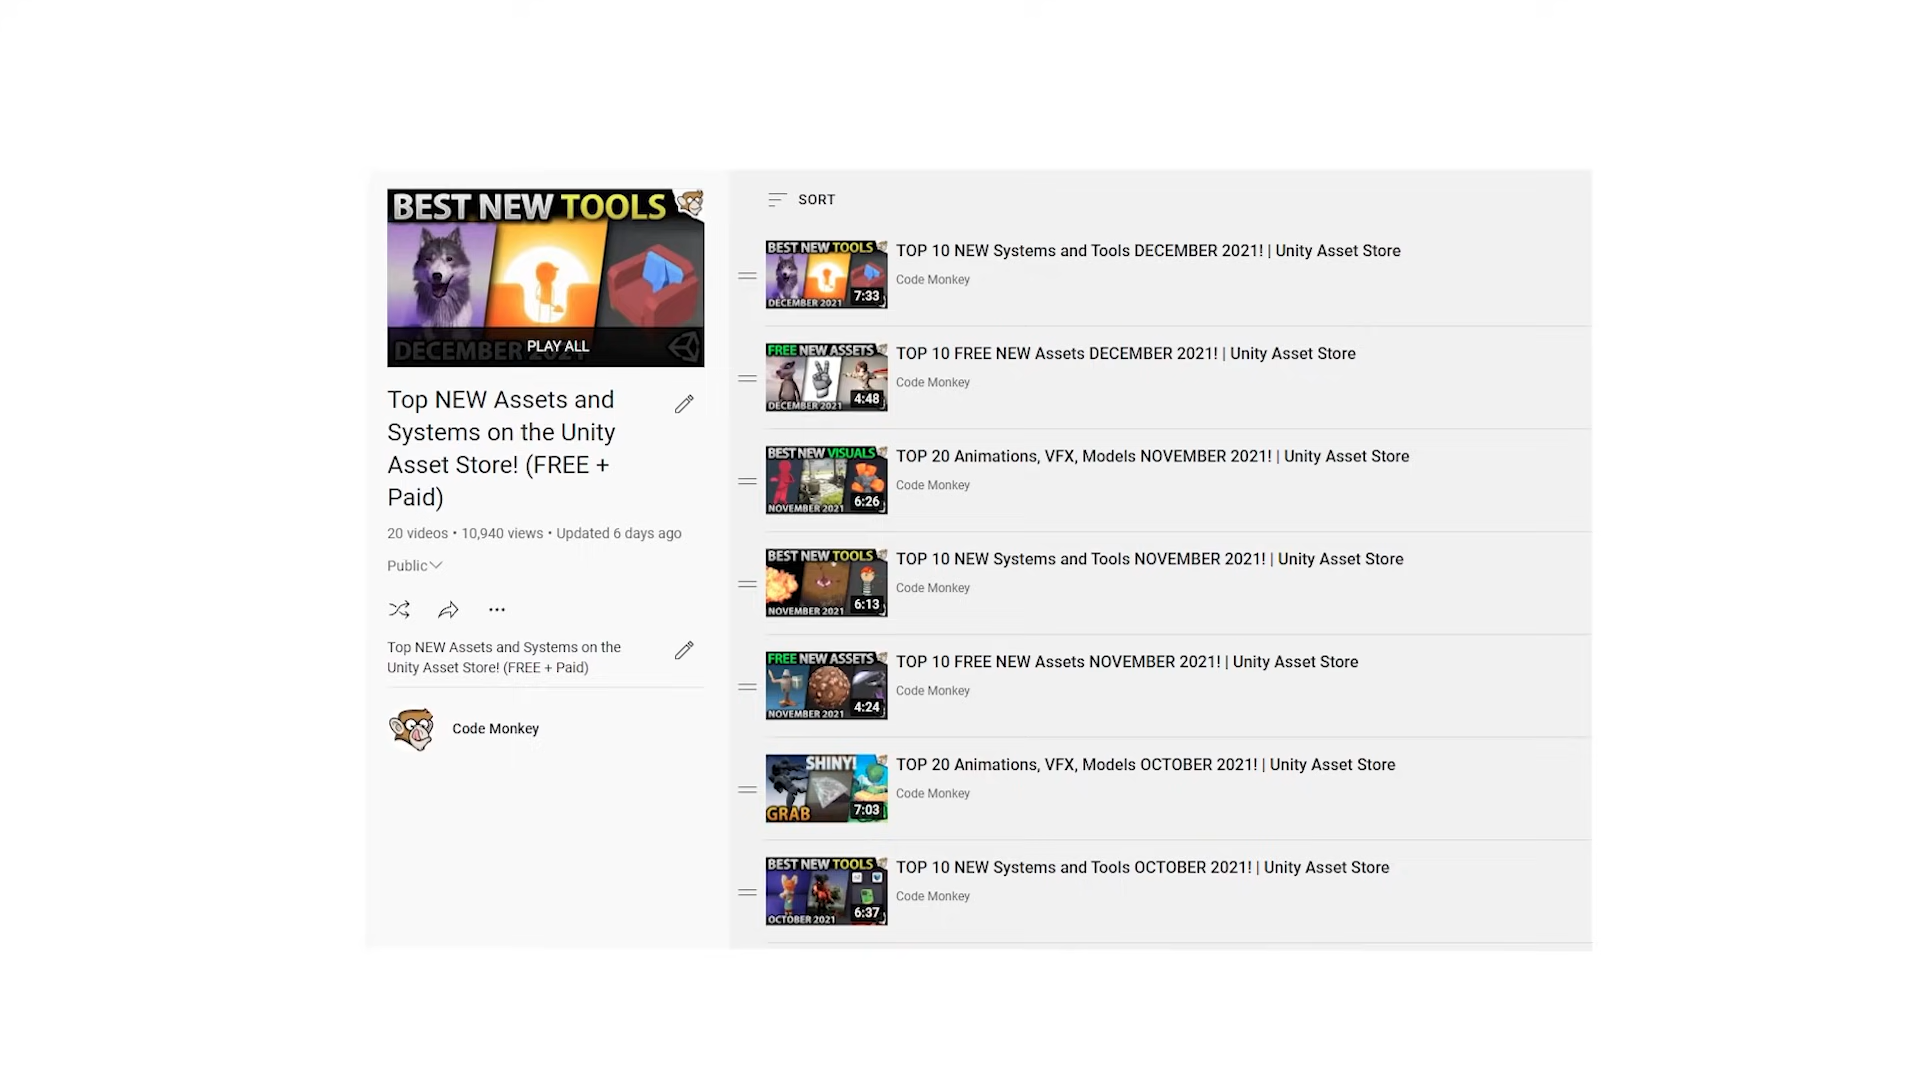 BEST NEW TOOLS
DECEMBER 2021
PLAY ALL
Top NEW Assets and
Systems on the Unity
Asset Store! (FREE +
Paid)
20 videos • 10,940 views • Updated 6 days ago
Public
Top NEW Assets and Systems on the
Unity Asset Store! (FREE + Paid)
Code Monkey
SORT
BEST NEW TOOLS
DECEMBER 2021
7:33
TOP 10 NEW Systems and Tools DECEMBER 2021! | Unity Asset Store
Code Monkey
FREE NEW ASSETS
DECEMBER 2021
4:48
TOP 10 FREE NEW Assets DECEMBER 2021! | Unity Asset Store
Code Monkey
BEST NEW VISUALS
NOVEMBER 2021
6:26
TOP 20 Animations, VFX, Models NOVEMBER 2021! | Unity Asset Store
Code Monkey
BEST NEW TOOLS
NOVEMBER 2021
6:13
TOP 10 NEW Systems and Tools NOVEMBER 2021! | Unity Asset Store
Code Monkey
FREE NEW ASSETS
NOVEMBER 2021
4:24
TOP 10 FREE NEW Assets NOVEMBER 2021! | Unity Asset Store
Code Monkey
SHINY!
GRAB
7:03
TOP 20 Animations, VFX, Models OCTOBER 2021! | Unity Asset Store
Code Monkey
BEST NEW TOOLS
OCTOBER 2021
6:37
TOP 10 NEW Systems and Tools OCTOBER 2021! | Unity Asset Store
Code Monkey